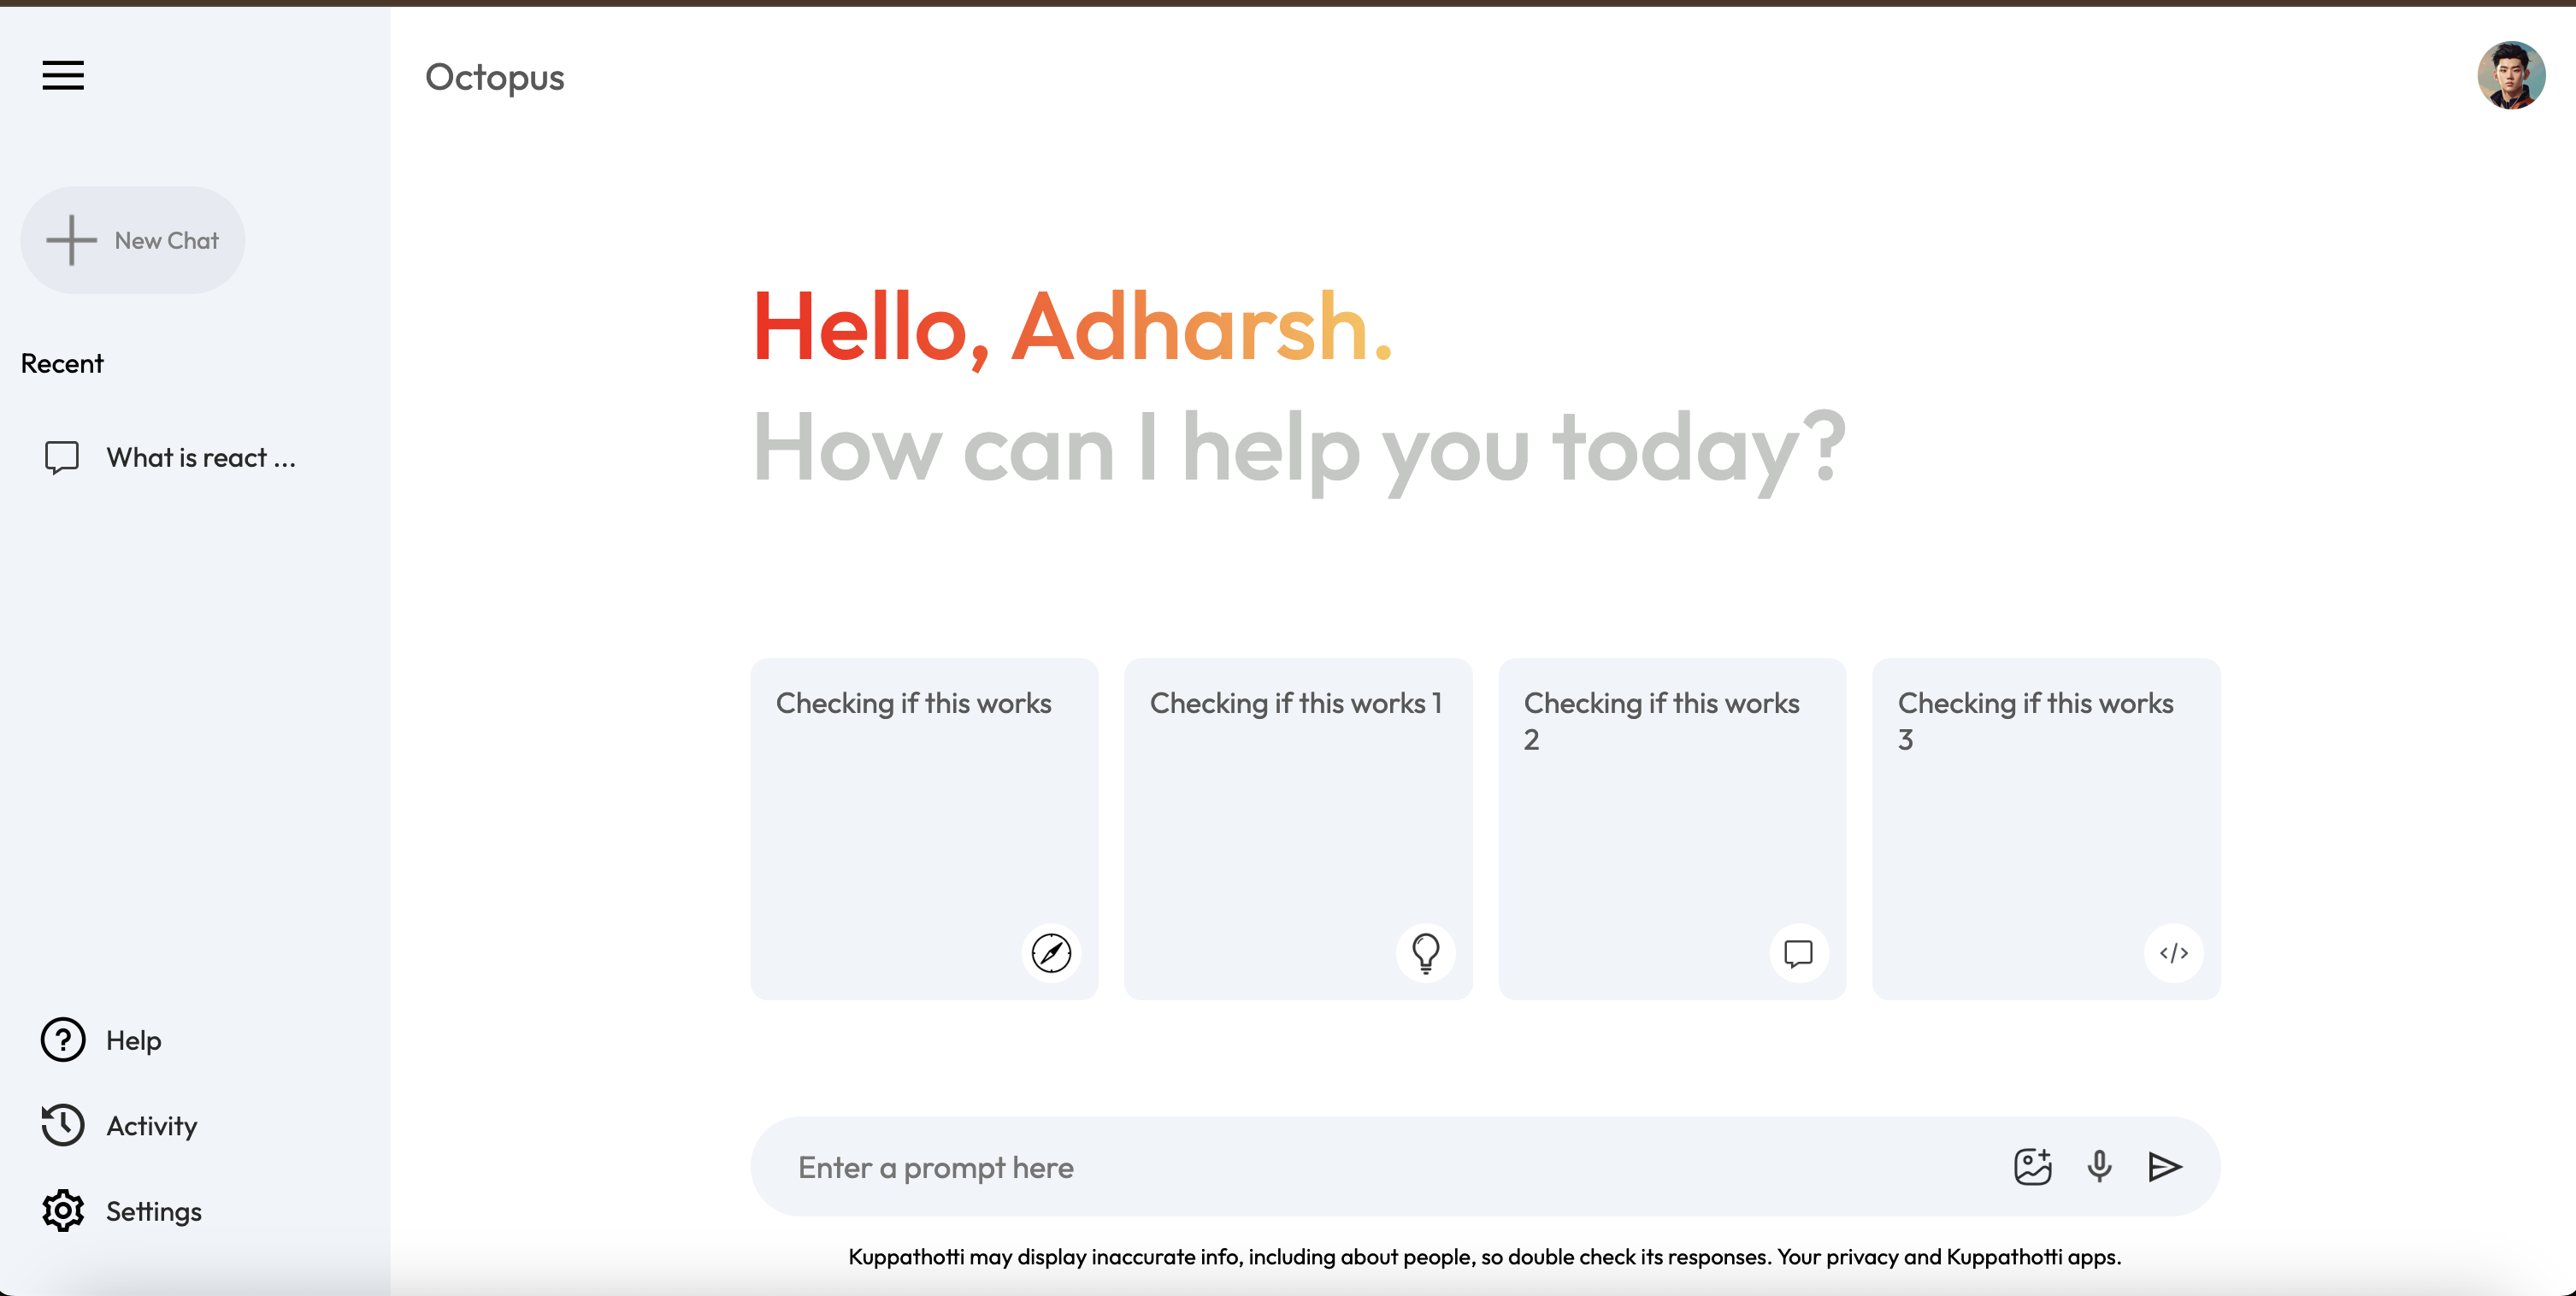 Octopus
New Chat
Recent
What is react ...
Hello, Adharsh.
How can I help you today?
Checking if this works
Checking if this works 1
Checking if this works
2
Checking if this works
3
</>
Help
Activity
Settings
Enter a prompt here
Kuppathotti may display inaccurate info, including about people, so double check its responses. Your privacy and Kuppathotti apps.